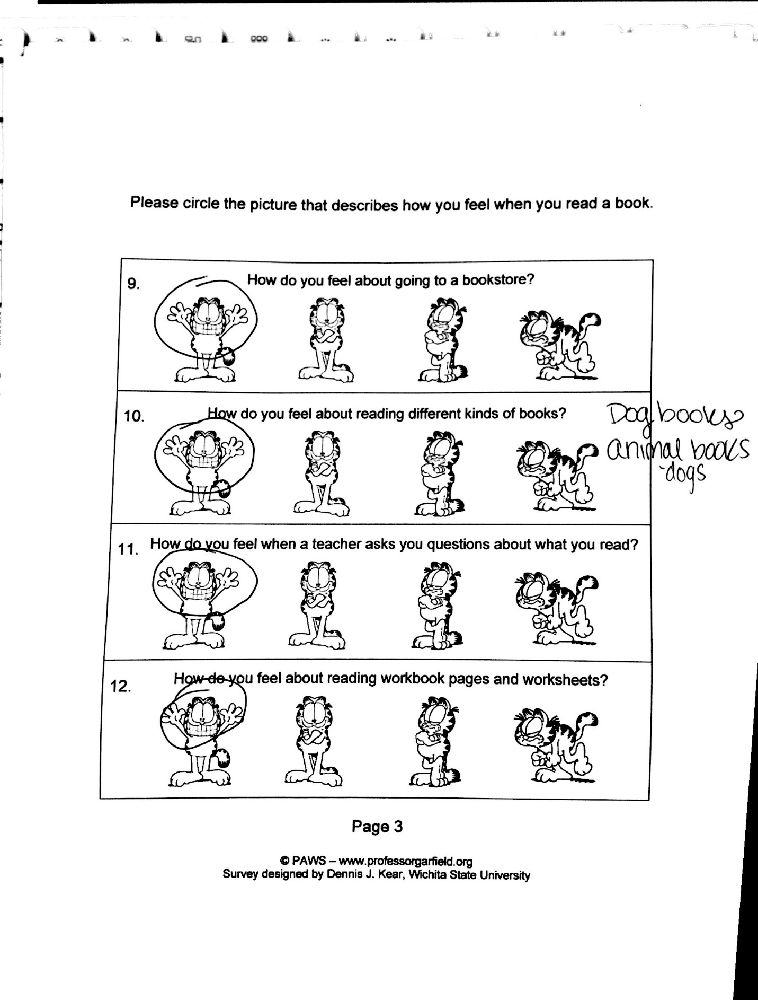 Please circle the picture that describes how you feel when you read a book.
9. How do you feel about going to a bookstore?
10. How do you feel about reading different kinds of books?
Dog books
animal books
-dogs
11. How do you feel when a teacher asks you questions about what you read?
12. How do you feel about reading workbook pages and worksheets?
Page 3
© PAWS – www.professorgarfield.org
Survey designed by Dennis J. Kear, Wichita State University